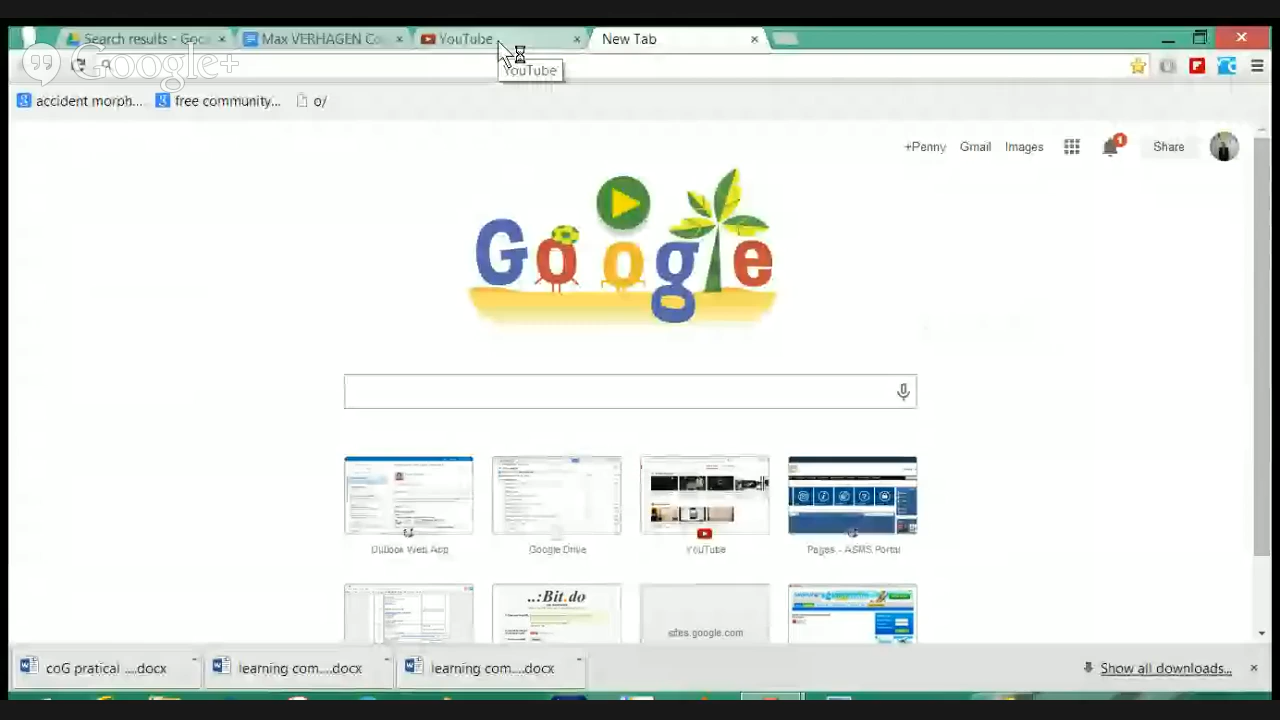 Search results - Goo
Max VERHAGEN Co
YouTube
New Tab
Google+
YouTube
accident morph...
free community...
o/
+Penny
Gmail
Images
1
Share
Google
Outlook Web App
Google Drive
YouTube
Pages - ASMS Portal
..:Bit.do
sites.google.com
coG pratical ....docx
learning com....docx
learning com....docx
Show all downloads...